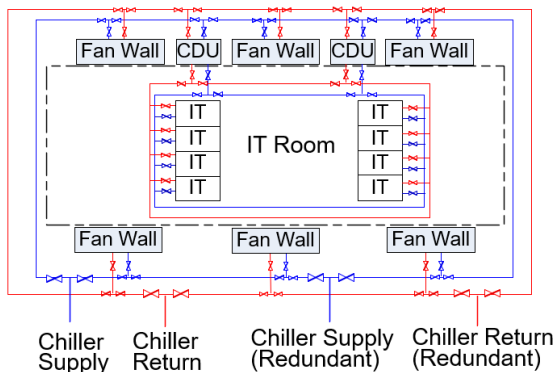 Fan Wall
CDU
Fan Wall
CDU
Fan Wall
IT
IT
IT
IT
IT Room
IT
IT
IT
IT
Fan Wall
Fan Wall
Fan Wall
Chiller
Supply
Chiller
Return
Chiller Supply
(Redundant)
Chiller Return
(Redundant)